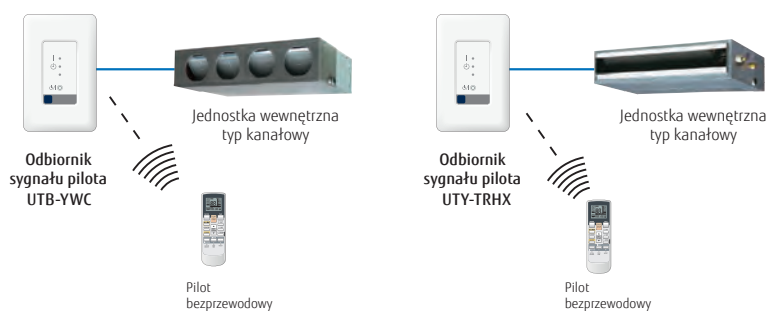 Jednostka wewnętrzna
typ kanałowy
Odbiornik
sygnału pilota
UTB-YWC
Pilot
bezprzewodowy
Jednostka wewnętrzna
typ kanałowy
Odbiornik
sygnału pilota
UTY-TRHX
Pilot
bezprzewodowy